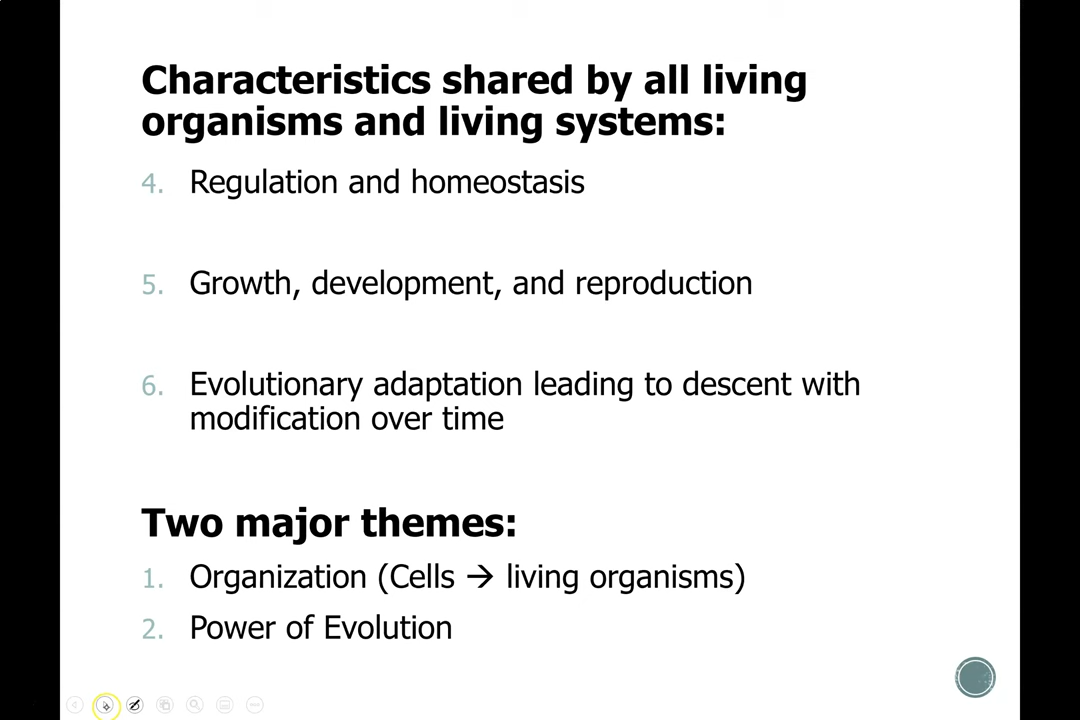 Characteristics shared by all living
organisms and living systems:
4. Regulation and homeostasis
5. Growth, development, and reproduction
6. Evolutionary adaptation leading to descent with
modification over time
Two major themes:
1. Organization (Cells → living organisms)
2. Power of Evolution